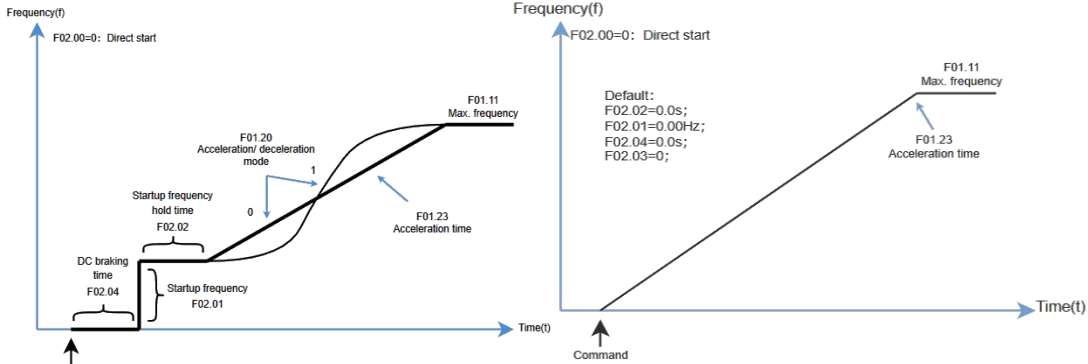 Frequency(f)
F02.00=0: Direct start
F01.11
Max. frequency
F01.20
Acceleration/ deceleration
mode
1
0
Startup frequency
hold time
F02.02
F01.23
Acceleration time
DC braking
time
F02.04
Startup frequency
F02.01
Time(t)
Frequency(f)
F02.00=0: Direct start
F01.11
Max. frequency
Default:
F02.02=0.0s;
F02.01=0.00Hz;
F02.04=0.0s;
F02.03=0;
F01.23
Acceleration time
Time(t)
Command